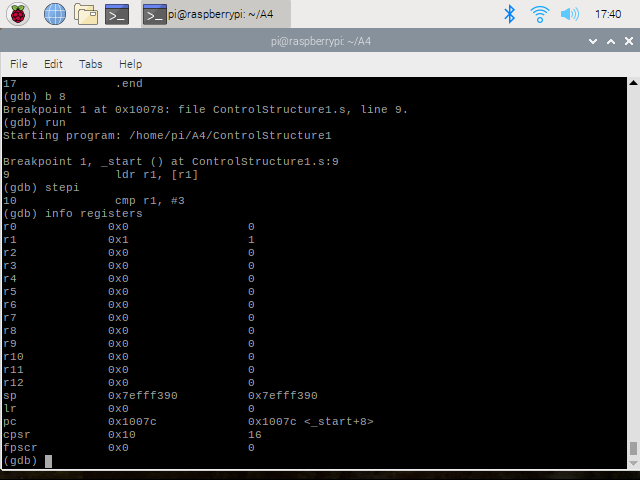 pi@raspberrypi: ~/A4
17:40
pi@raspberrypi: ~/A4
File Edit Tabs Help
17 .end
(gdb) b 8
Breakpoint 1 at 0x10078: file ControlStructure1.s, line 9.
(gdb) run
Starting program: /home/pi/A4/ControlStructure1
Breakpoint 1, _start () at ControlStructure1.s:9
9 ldr r1, [r1]
(gdb) stepi
10 cmp r1, #3
(gdb) info registers
r0 0x0 0
r1 0x1 1
r2 0x0 0
r3 0x0 0
r4 0x0 0
r5 0x0 0
r6 0x0 0
r7 0x0 0
r8 0x0 0
r9 0x0 0
r10 0x0 0
r11 0x0 0
r12 0x0 0
sp 0x7efff390 0x7efff390
lr 0x0 0
pc 0x1007c 0x1007c <_start+8>
cpsr 0x10 16
fpscr 0x0 0
(gdb)